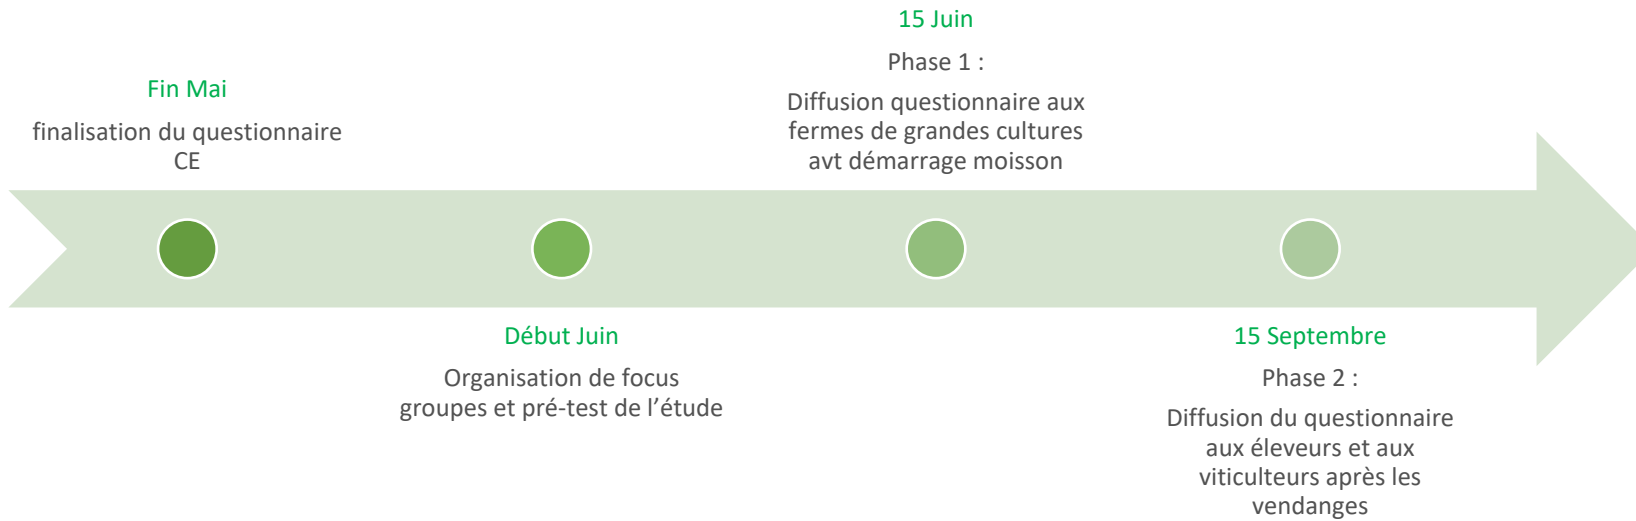 Fin Mai
finalisation du questionnaire
CE
Début Juin
Organisation de focus
groupes et pré-test de l’étude
15 Juin
Phase 1 :
Diffusion questionnaire aux
fermes de grandes cultures
avt démarrage moisson
15 Septembre
Phase 2 :
Diffusion du questionnaire
aux éleveurs et aux
viticulteurs après les
vendanges